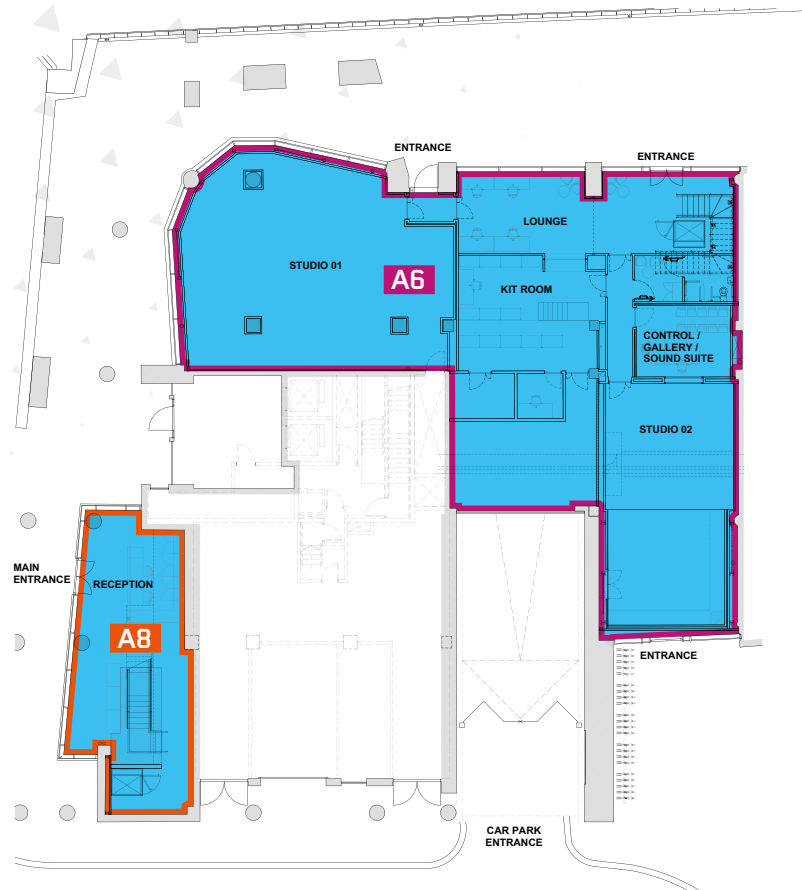 ENTRANCE
ENTRANCE
LOUNGE
STUDIO 01
A6
KIT ROOM
CONTROL /
GALLERY /
SOUND SUITE
STUDIO 02
MAIN
ENTRANCE
RECEPTION
A8
ENTRANCE
CAR PARK
ENTRANCE